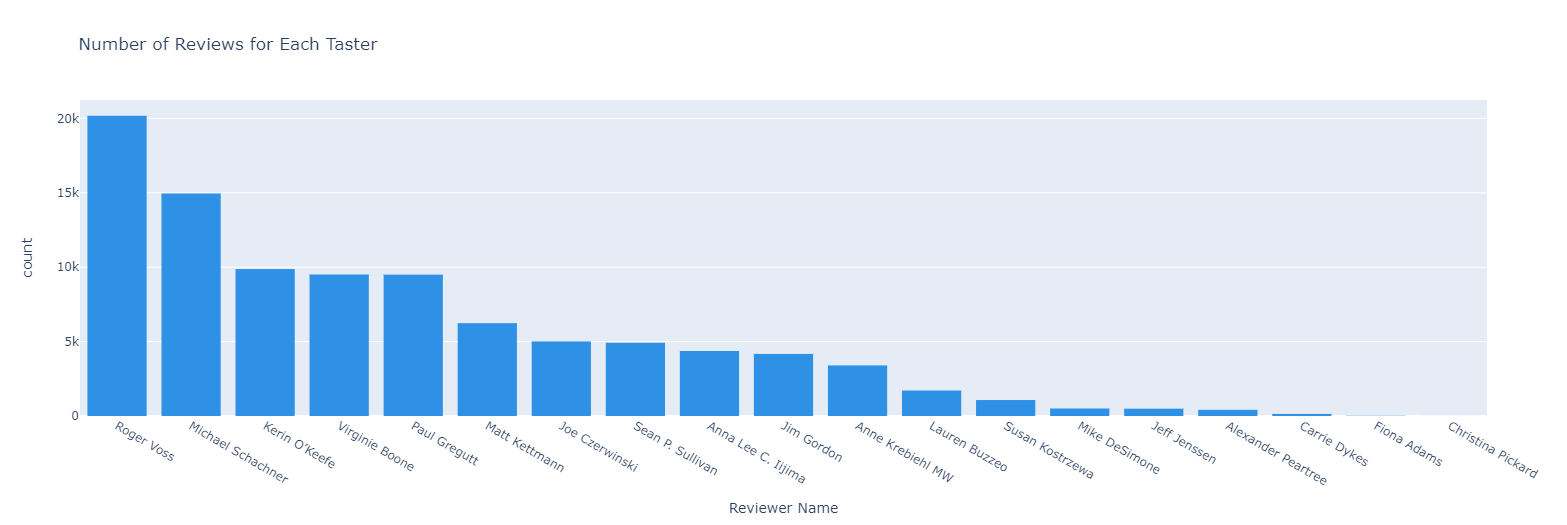 Number of Reviews for Each Taster
20k
15k
10k
5k
0
count
Roger Voss
Michael Schachner
Kerin O'Keefe
Virginie Boone
Paul Gregutt
Matt Kettmann
Joe Czerwinski
Sean P. Sullivan
Anna Lee C. Iijima
Jim Gordon
Anne Krebiehl MW
Lauren Buzzeo
Susan Kostrzewa
Mike DeSimone
Jeff Jenssen
Alexander Peartree
Carrie Dykes
Fiona Adams
Christina Pickard
Reviewer Name